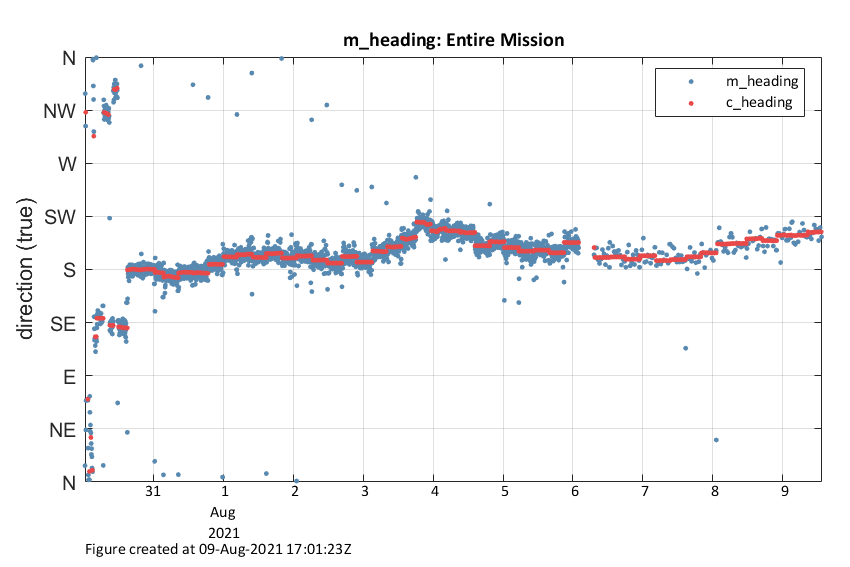 m_heading: Entire Mission
m_heading
c_heading
direction (true)
N
NW
W
SW
S
SE
E
NE
N
31 1 2 3 4 5 6 7 8 9
Aug
2021
Figure created at 09-Aug-2021 17:01:23Z